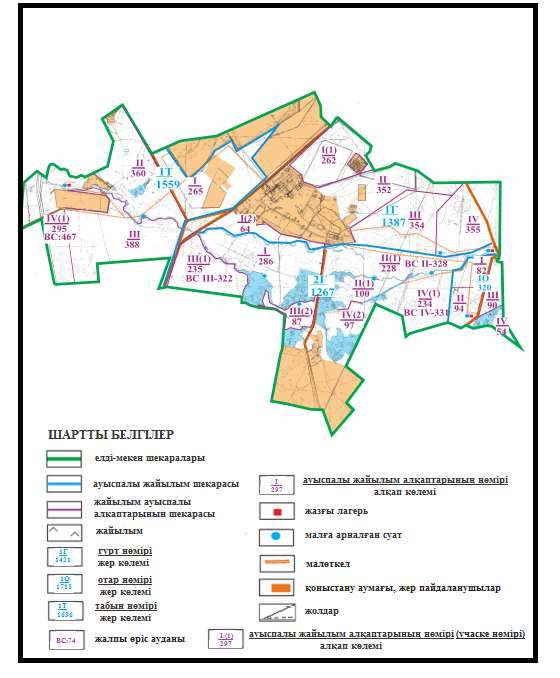 I(1)
262
II
360
1Т
1559
I
265
II
352
1Г
1387
III
354
IV
355
IV(1)
295
ВС:467
III
388
I(2)
64
III(1)
235
ВС III-322
I
286
2Г
1267
II(1)
228
ВС II-328
II(1)
100
IV(1)
234
ВС IV-331
I
82
1О
320
II
94
III
90
IV
54
III(2)
87
IV(2)
97
ШАРТТЫ БЕЛГІЛЕР
елді-мекен шекаралары
ауыспалы жайылым шекарасы
жайылым ауыспалы
алқаптарының шекарасы
жайылым
1Г
1421
гурт нөмірі
жер көлемі
1О
1713
отар нөмірі
жер көлемі
1Т
1696
табын нөмірі
жер көлемі
ВС:74
жалпы өріс ауданы
I
297
ауыспалы жайылым алқаптарының нөмірі
алқап көлемі
жазғы лагерь
малға арналған суат
малөткел
қоныстану аумағы, жер пайдаланушылар
жолдар
I (1)
297
ауыспалы жайылым алқаптарының нөмірі (учаске нөмірі)
алқап көлемі